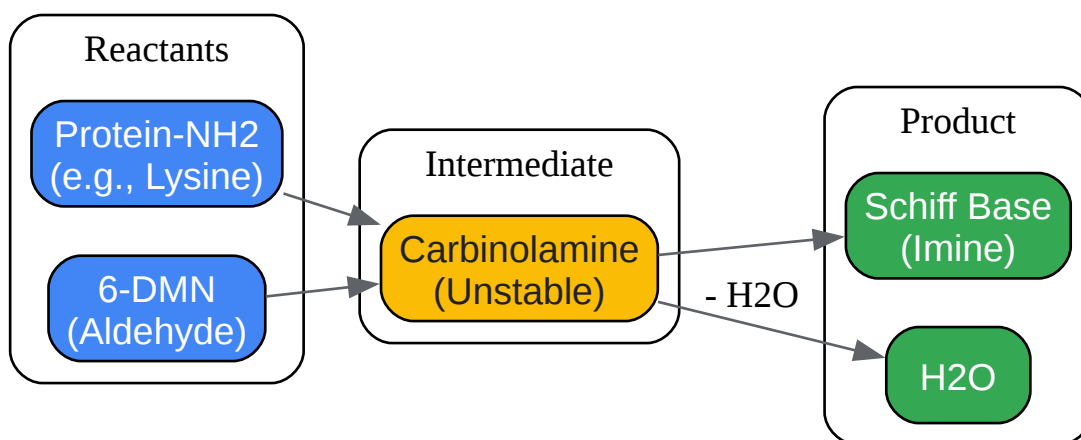 Reactants
Protein-NH2
(e.g., Lysine)
6-DMN
(Aldehyde)
Intermediate
Carbinolamine
(Unstable)
- H2O
Product
Schiff Base
(Imine)
H2O